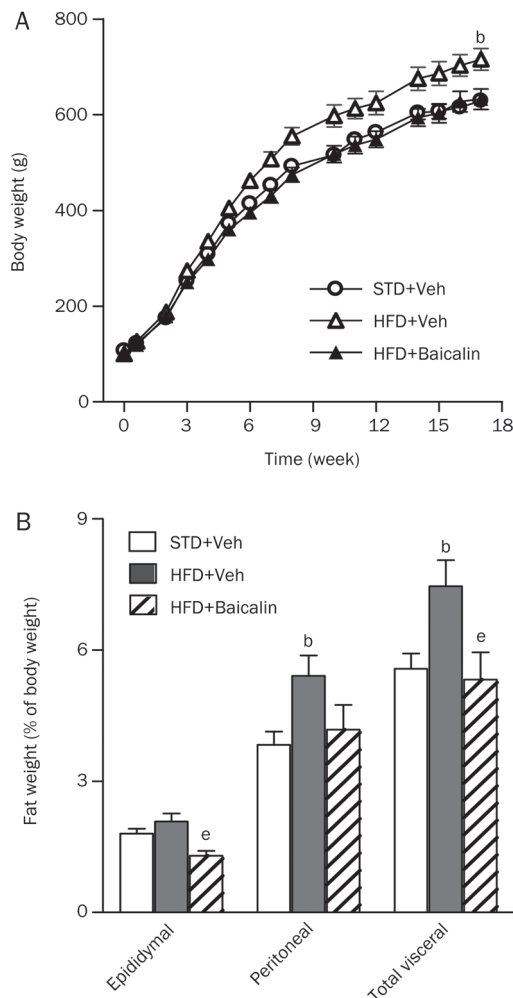 A
800
600
400
200
0
Body weight (g)
b
STD+Veh
HFD+Veh
HFD+Baicalin
0 3 6 9 12 15 18
Time (week)
B
9
6
3
0
Fat weight (% of body weight)
STD+Veh
HFD+Veh
HFD+Baicalin
e
b
b
e
Epididymal
Peritoneal
Total visceral